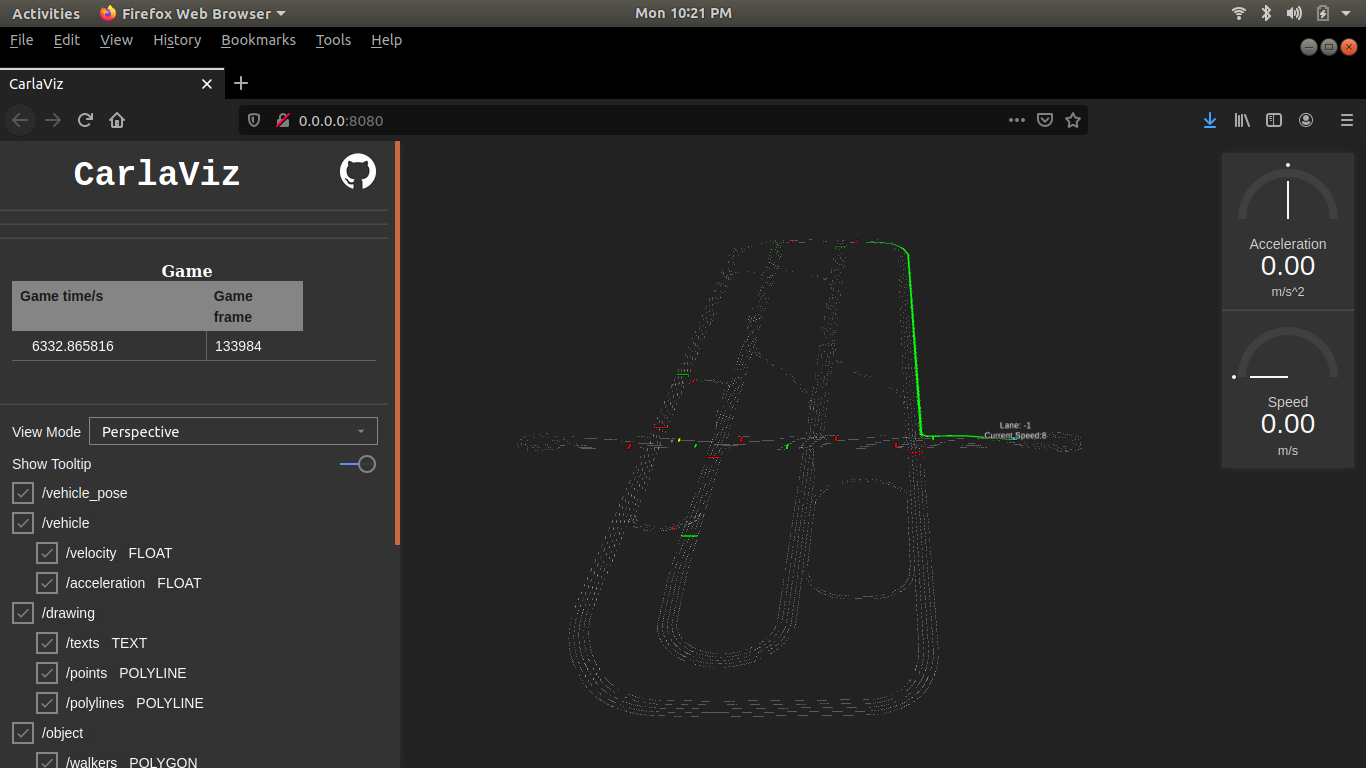 Activities Firefox Web Browser Mon 10:21 PM
File Edit View History Bookmarks Tools Help
CarlaViz
0.0.0.0:8080
CarlaViz
Game
Game time/s Game frame
6332.865816 133984
View Mode Perspective
Show Tooltip
/vehicle_pose
/vehicle
/velocity FLOAT
/acceleration FLOAT
/drawing
/texts TEXT
/points POLYLINE
/polylines POLYLINE
/object
/walkers POLYGON
Lane: -1
Current Speed:8
Acceleration
0.00
m/s^2
Speed
0.00
m/s